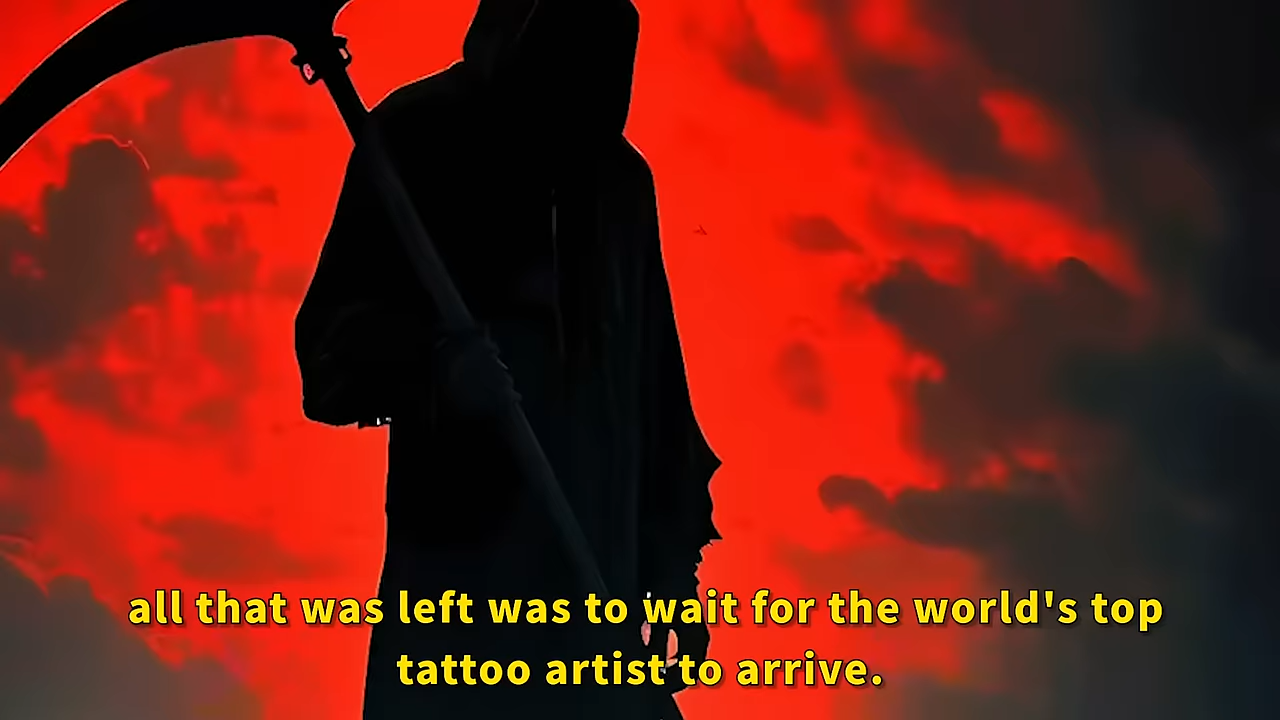 all that was left was to wait for the world's top
tattoo artist to arrive.